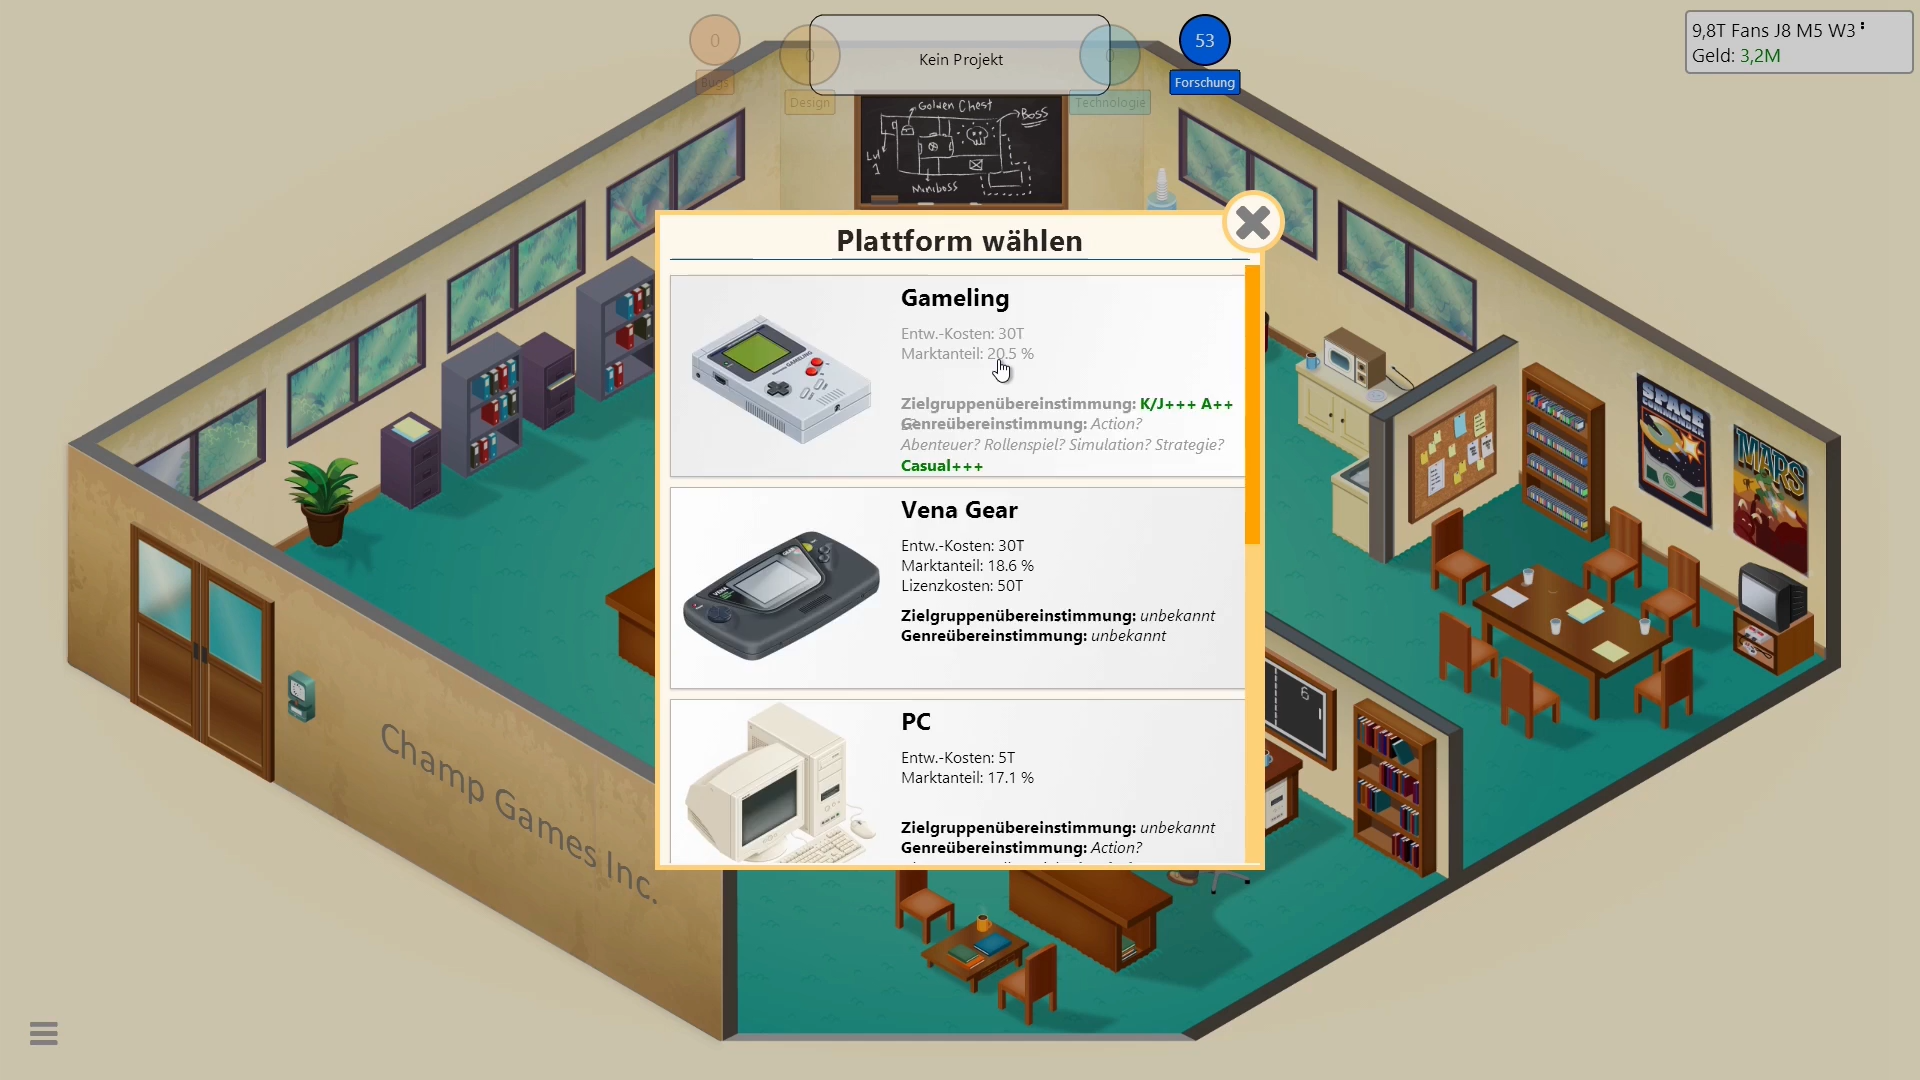 0
Bugs
0
Design
Kein Projekt
0
Technologie
53
Forschung
9,8T Fans J8 M5 W3
Geld: 3,2M
Golden Chest
Boss
Lvl
1
Miniboss
Plattform wählen
Gameling
Entw.-Kosten: 30T
Marktanteil: 20.5 %
Zielgruppenübereinstimmung: K/J+++ A++
Genreübereinstimmung: Action?
Abenteuer? Rollenspiel? Simulation? Strategie?
Casual+++
Vena Gear
Entw.-Kosten: 30T
Marktanteil: 18.6 %
Lizenzkosten: 50T
Zielgruppenübereinstimmung: unbekannt
Genreübereinstimmung: unbekannt
PC
Entw.-Kosten: 5T
Marktanteil: 17.1 %
Zielgruppenübereinstimmung: unbekannt
Genreübereinstimmung: Action?
SPACE
MARS
6
Champ Games Inc.